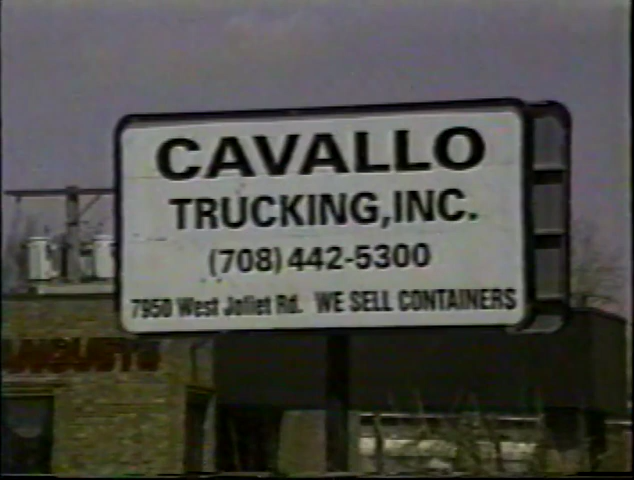 CAVALLO
TRUCKING,INC.
(708) 442-5300
7950 West Joliet Rd. WE SELL CONTAINERS